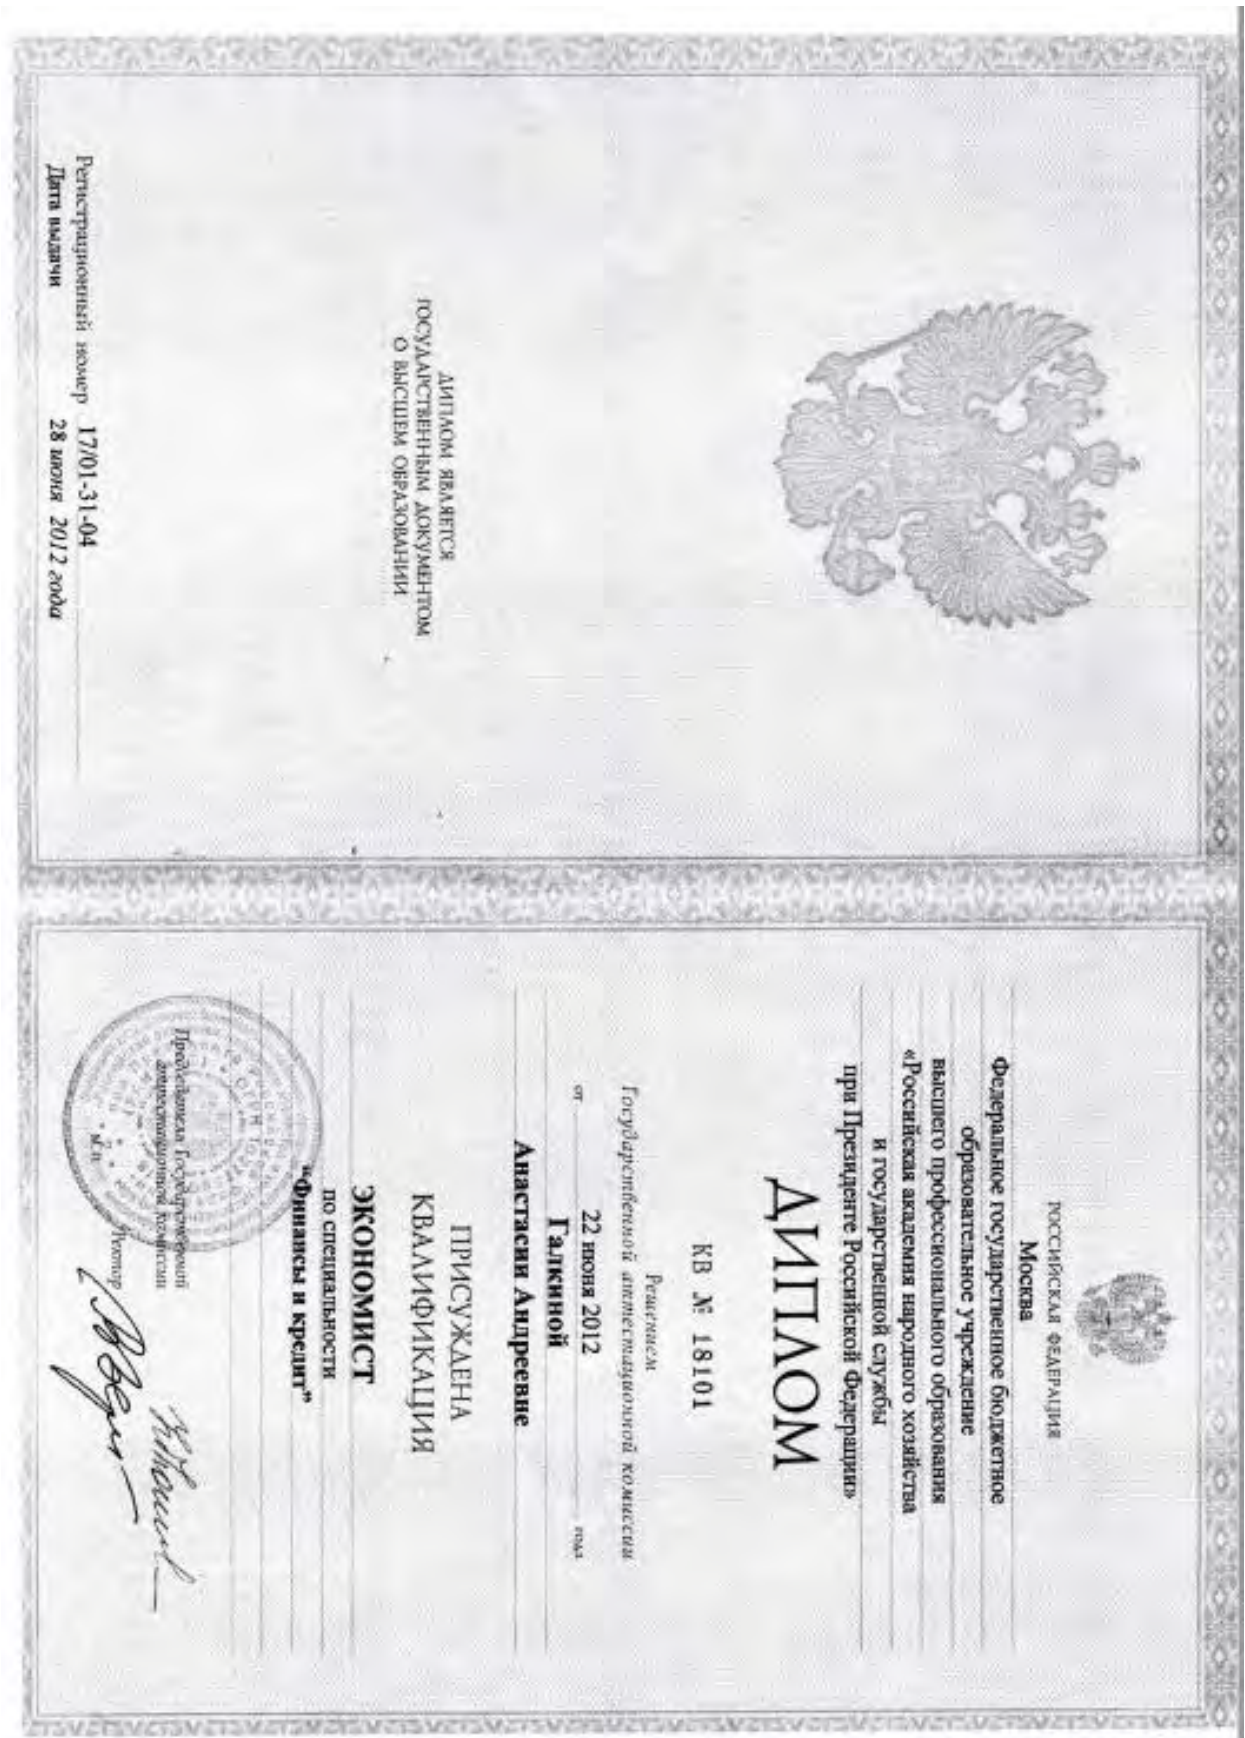 ДИПЛОМ ЯВЛЯЕТСЯ
ГОСУДАРСТВЕННЫМ ДОКУМЕНТОМ
О ВЫСШЕМ ОБРАЗОВАНИИ
Регистрационный номер 17/01-31-04
Дата выдачи 28 июня 2012 года
РОССИЙСКАЯ ФЕДЕРАЦИЯ
Москва
Федеральное государственное бюджетное
образовательное учреждение
высшего профессионального образования
«Российская академия народного хозяйства
и государственной службы
при Президенте Российской Федерации»
ДИПЛОМ
КВ № 18101
Решением
Государственной аттестационной комиссии
от 22 июня 2012 года
Галкиной
Анастасии Андреевне
ПРИСУЖДЕНА
КВАЛИФИКАЦИЯ
ЭКОНОМИСТ
по специальности
"Финансы и кредит"
Председатель Государственной
аттестационной комиссии
Ректор
М.П.